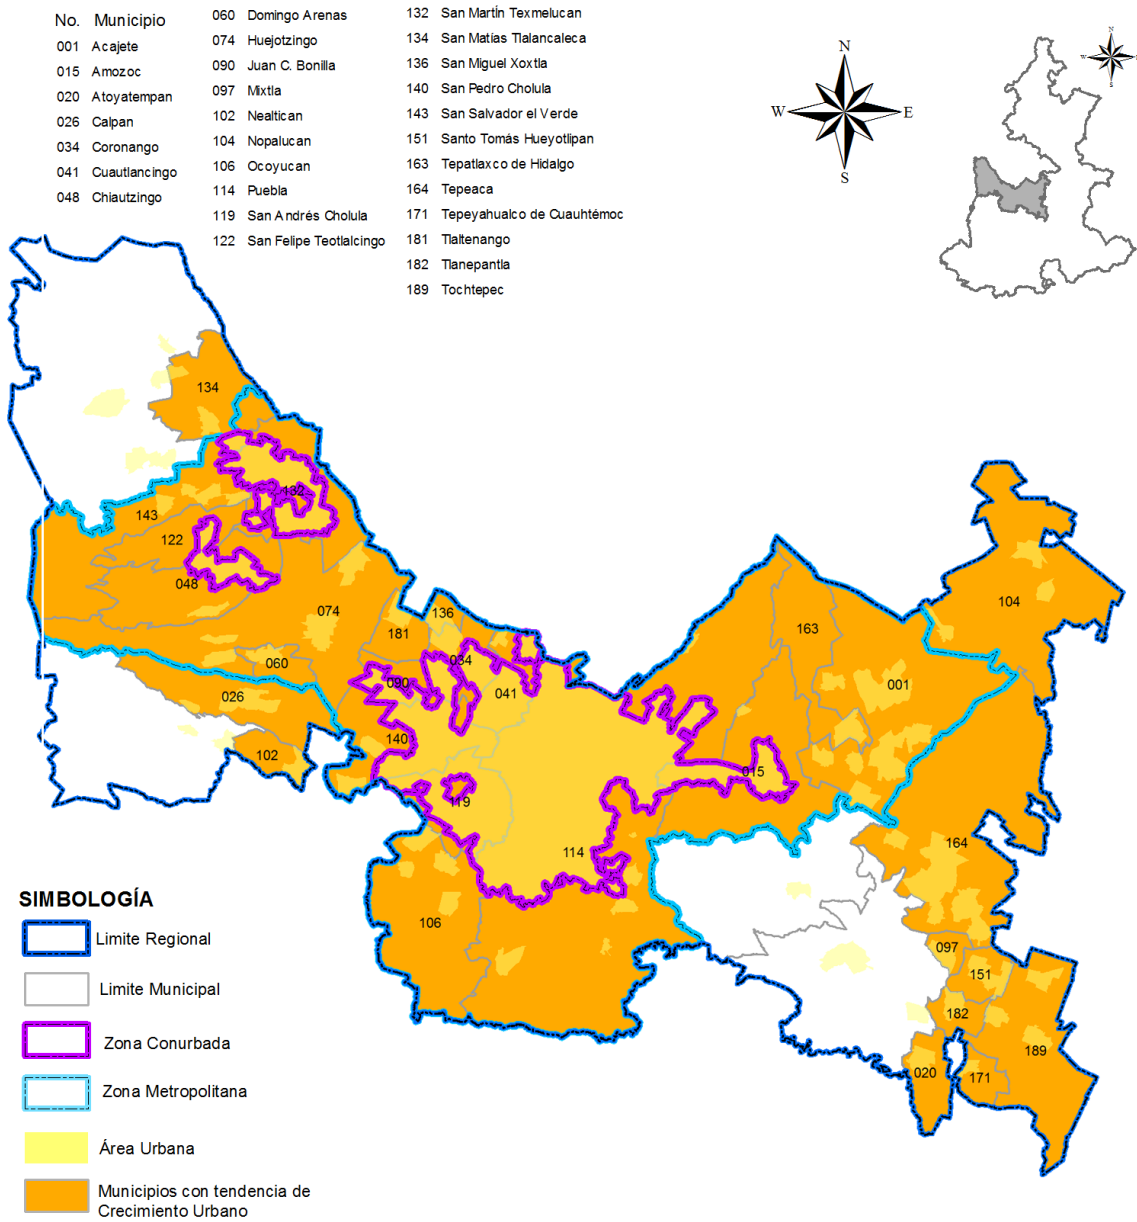 No. Municipio
001 Acajete
015 Amozoc
020 Atoyatempan
026 Calpan
034 Coronango
041 Cuautlancingo
048 Chiautzingo
060 Domingo Arenas
074 Huejotzingo
090 Juan C. Bonilla
097 Mixtla
102 Nealtican
104 Nopalucan
106 Ocoyucan
114 Puebla
119 San Andrés Cholula
122 San Felipe Teotlalcingo
132 San Martín Texmelucan
134 San Matías Tlalancaleca
136 San Miguel Xoxtla
140 San Pedro Cholula
143 San Salvador el Verde
151 Santo Tomás Hueyotlipan
163 Tepatlaxco de Hidalgo
164 Tepeaca
171 Tepeyahualco de Cuauhtémoc
181 Tlaltenango
182 Tlanepantla
189 Tochtepec
N
W E
S
N
W
S
134
132
143
122
048
074
136
181
034
060
090
041
026
140
102
119
015
163
001
104
114
164
106
097
151
182
189
020
171
SIMBOLOGÍA
Limite Regional
Limite Municipal
Zona Conurbada
Zona Metropolitana
Área Urbana
Municipios con tendencia de
Crecimiento Urbano